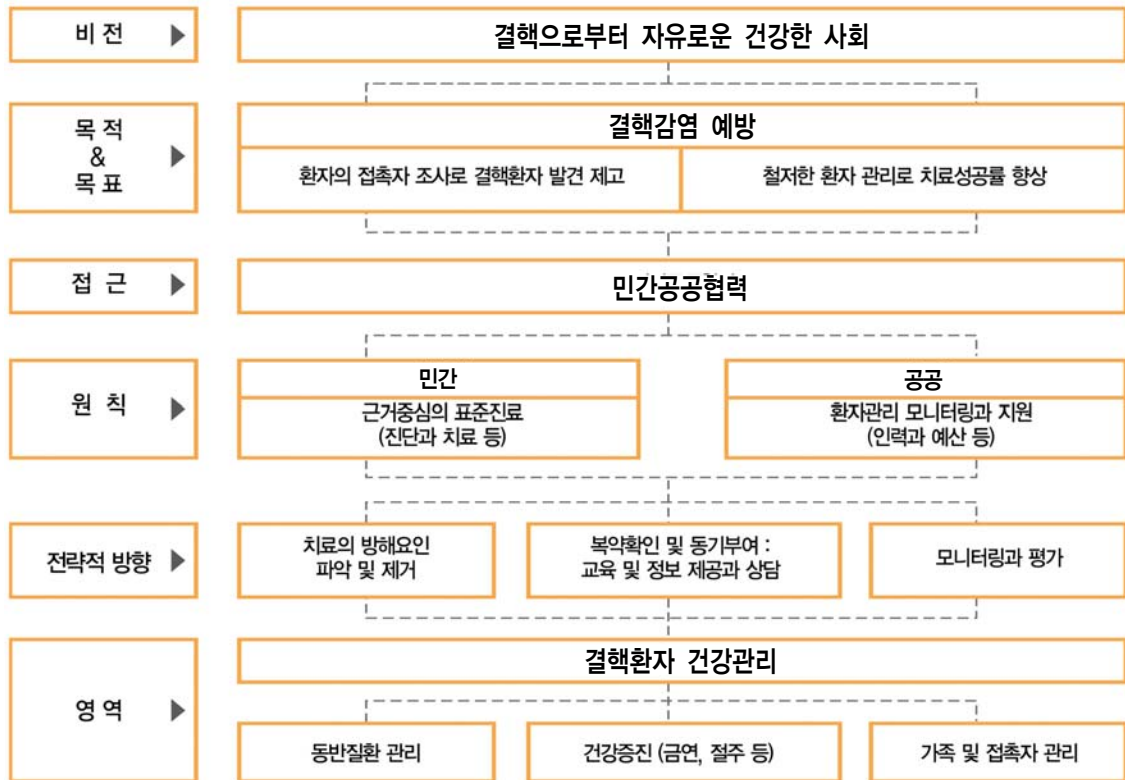 비 전
결핵으로부터 자유로운 건강한 사회
목 적
&
목 표
결핵감염 예방
환자의 접촉자 조사로 결핵환자 발견 제고
철저한 환자 관리로 치료성공률 향상
접 근
민간공공협력
원 칙
민간
근거중심의 표준진료
(진단과 치료 등)
공공
환자관리 모니터링과 지원
(인력과 예산 등)
전략적 방향
치료의 방해요인
파악 및 제거
복약확인 및 동기부여 :
교육 및 정보 제공과 상담
모니터링과 평가
영 역
결핵환자 건강관리
동반질환 관리
건강증진 (금연, 절주 등)
가족 및 접촉자 관리